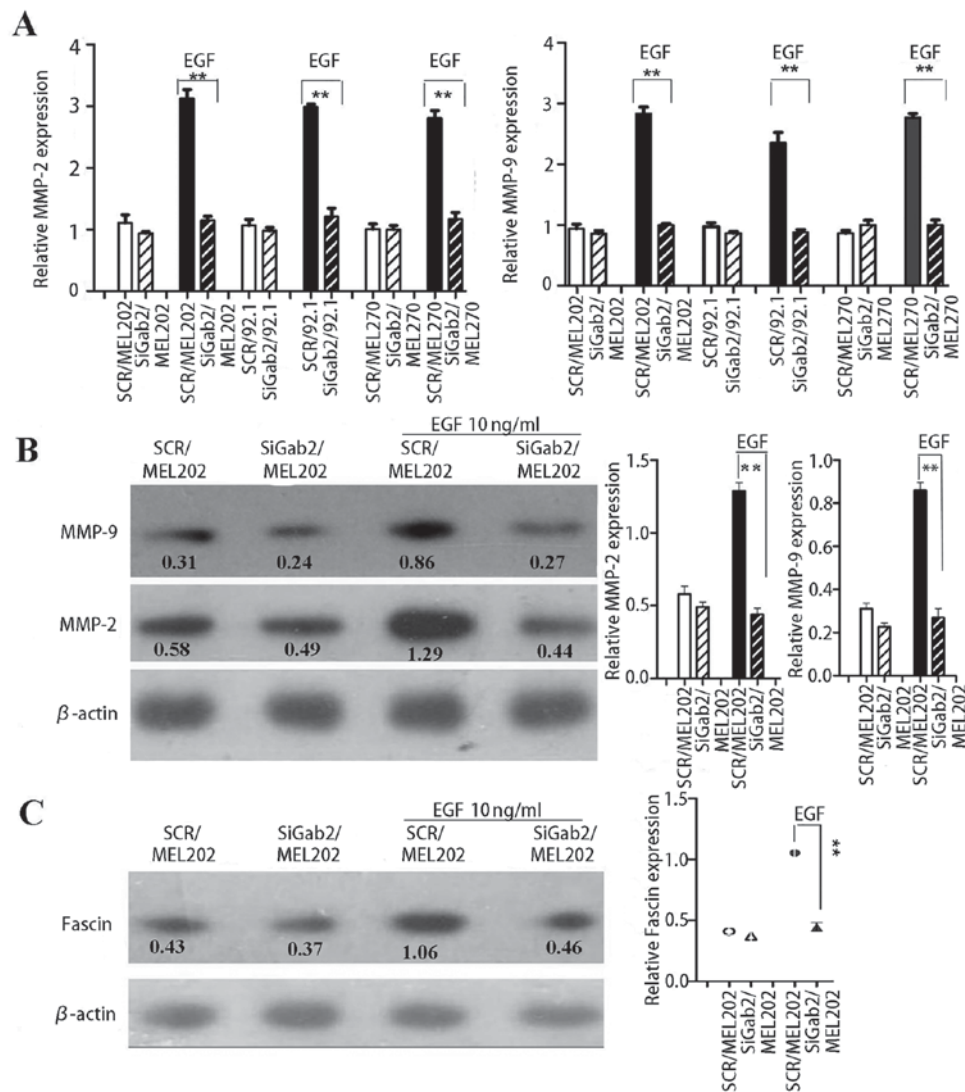 A
Relative MMP-2 expression
4
3
2
1
0
EGF
**
EGF
**
EGF
**
SCR/MEL202
SiGab2/
MEL202
SCR/MEL202
SiGab2/
MEL202
SCR/92.1
SiGab2/92.1
SCR/92.1
SiGab2/92.1
SCR/MEL270
SiGab2/
MEL270
SCR/MEL270
SiGab2/
MEL270
Relative MMP-9 expression
4
3
2
1
0
EGF
**
EGF
**
EGF
**
SCR/MEL202
SiGab2/
MEL202
SCR/MEL202
SiGab2/
MEL202
SCR/92.1
SiGab2/92.1
SCR/92.1
SiGab2/92.1
SCR/MEL270
SiGab2/
MEL270
SCR/MEL270
SiGab2/
MEL270
B
EGF 10 ng/ml
SCR/ SiGab2/ SCR/ SiGab2/
MEL202 MEL202 MEL202 MEL202
MMP-9
0.31 0.24 0.86 0.27
MMP-2
0.58 0.49 1.29 0.44
β-actin
Relative MMP-2 expression
1.5
1.0
0.5
0.0
EGF
**
SCR/MEL202
SiGab2/
MEL202
SCR/MEL202
SiGab2/
MEL202
Relative MMP-9 expression
1.0
0.8
0.6
0.4
0.2
0.0
EGF
**
SCR/MEL202
SiGab2/
MEL202
SCR/MEL202
SiGab2/
MEL202
C
EGF 10 ng/ml
SCR/ SiGab2/ SCR/ SiGab2/
MEL202 MEL202 MEL202 MEL202
Fascin
0.43 0.37 1.06 0.46
β-actin
Relative Fascin expression
1.5
1.0
0.5
0.0
EGF
**
SCR/MEL202
SiGab2/
MEL202
SCR/MEL202
SiGab2/
MEL202